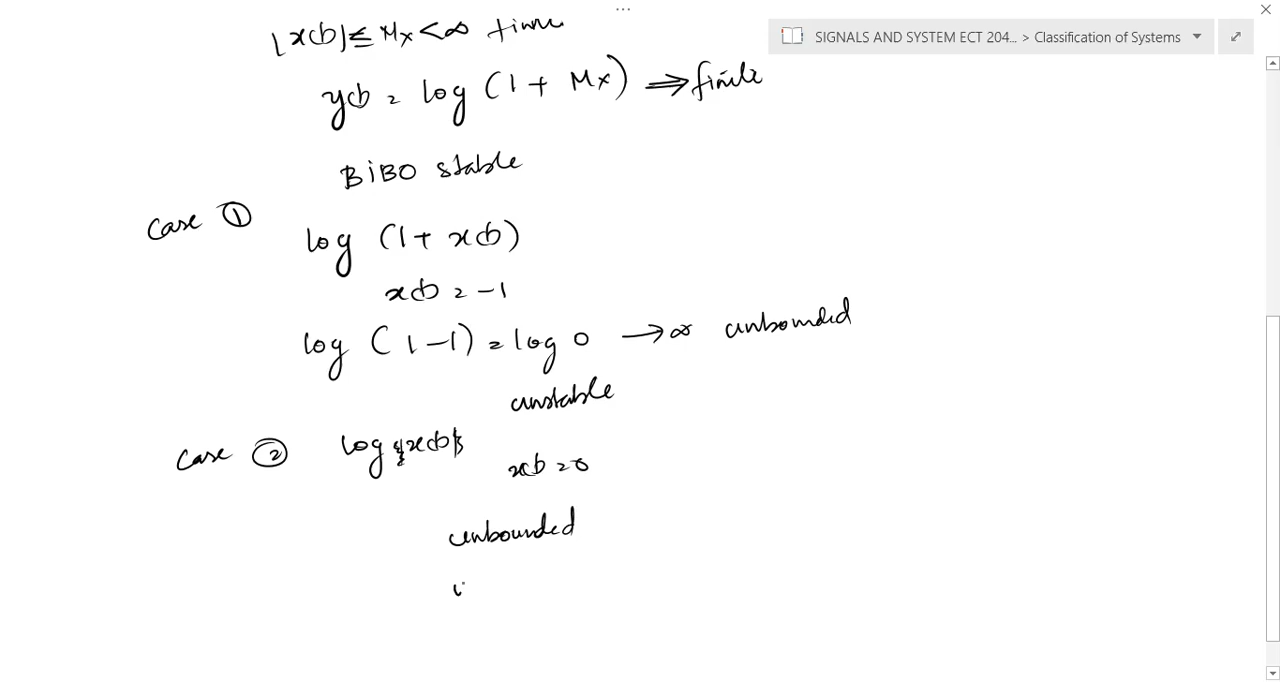 SIGNALS AND SYSTEM ECT 204... > Classification of Systems
|x(t)| ≤ Mx < ∞ finite
y(t) = log (1 + Mx) ⇒ finite
BIBO stable
Case ① log (1 + x(t))
x(t) = -1
log (1-1) = log 0 → ∞ unbounded
unstable
Case ② log {x(t)} x(t) = 0
unbounded